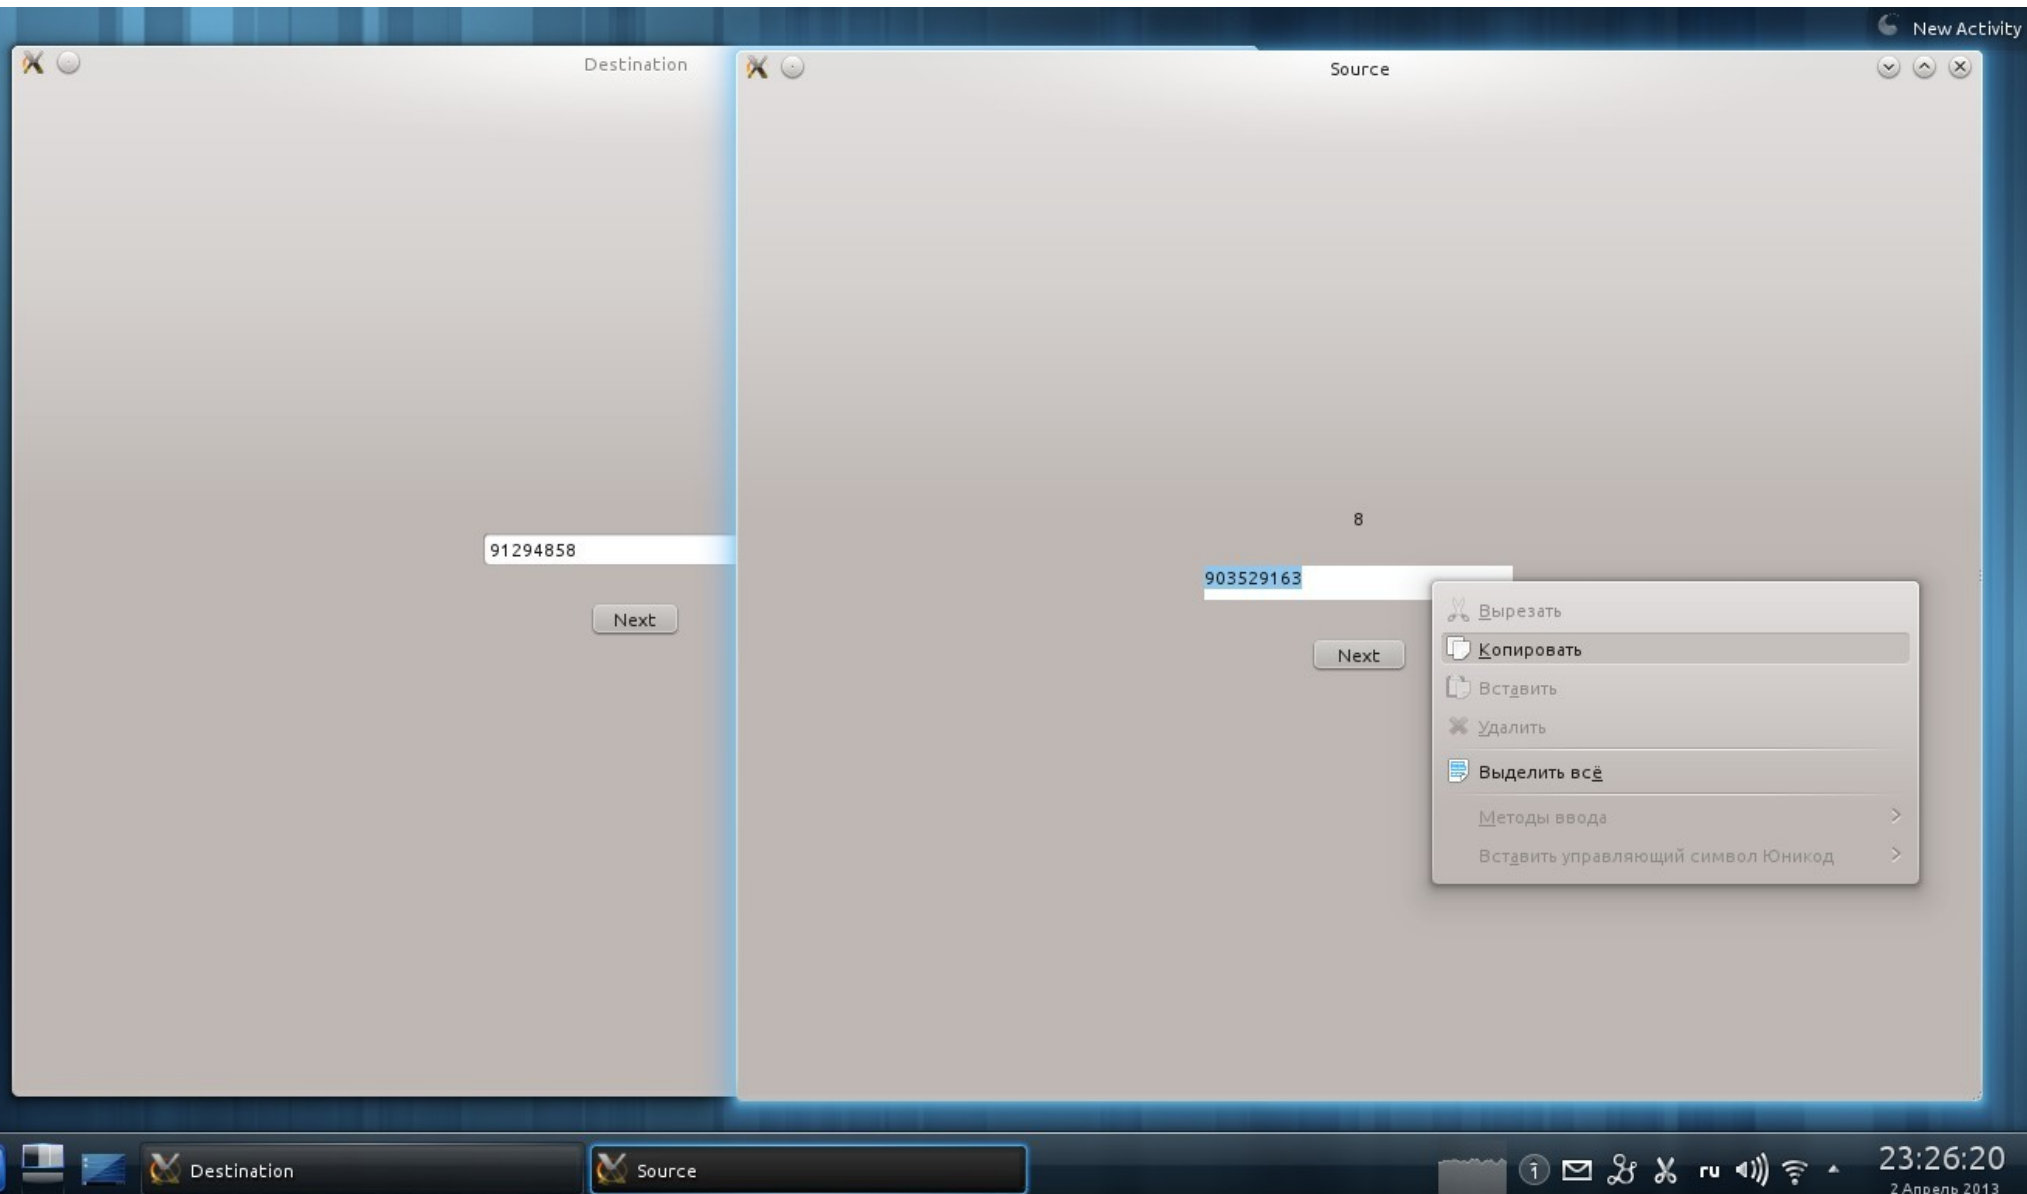 New Activity
Destination
Source
8
91294858
903529163
Next
Next
Вырезать
Копировать
Вставить
Удалить
Выделить всё
Методы ввода
Вставить управляющий символ Юникод
Destination
Source
1
ru
23:26:20
2 Апрель 2013